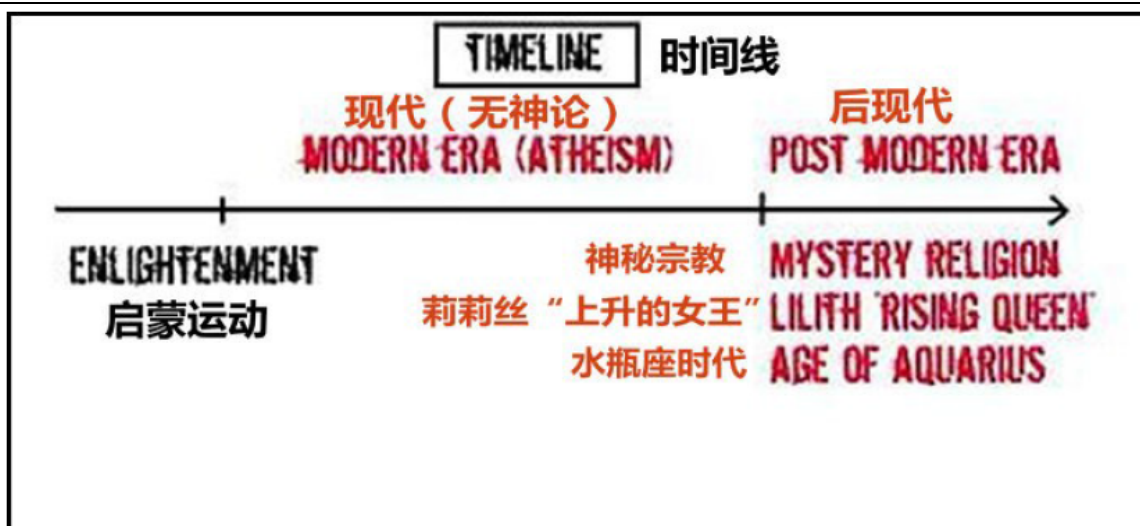 TIMELINE 时间线
现代（无神论） 后现代
MODERN ERA (ATHEISM) POST MODERN ERA
ENLIGHTENMENT 神秘宗教 MYSTERY RELIGION
启蒙运动 莉莉丝“上升的女王” LILITH "RISING QUEEN"
水瓶座时代 AGE OF AQUARIUS